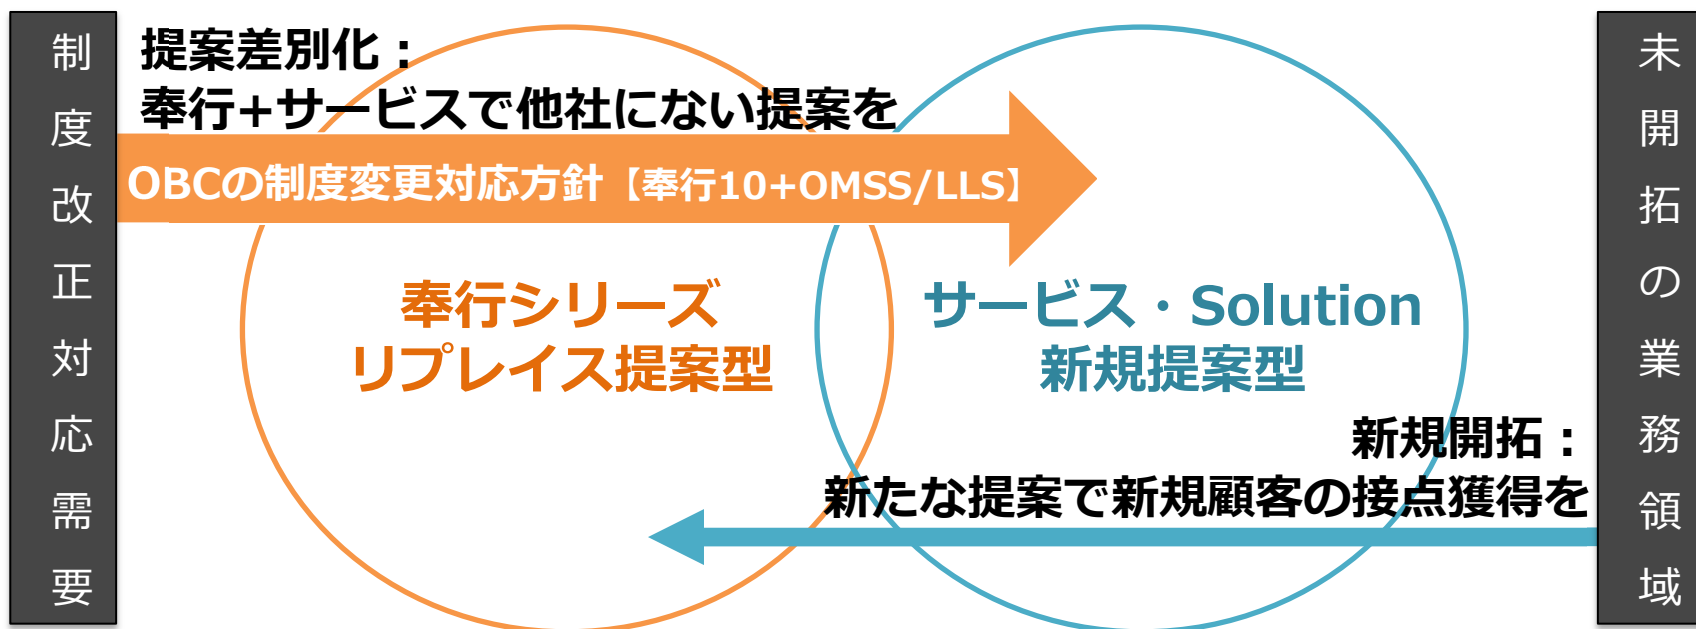 制度改正対応需要
提案差別化：
奉行+サービスで他社にない提案を
OBCの制度変更対応方針【奉行10+OMSS/LLS】
奉行シリーズ
リプレイス提案型
サービス・Solution
新規提案型
新規開拓：
新たな提案で新規顧客の接点獲得を
未開拓の業務領域